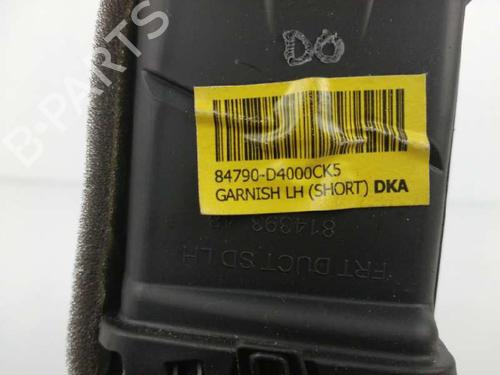 DO
B-PARTS
84790-D4000CK5
GARNISH LH (SHORT) DKA
FRT DUCT SD LH